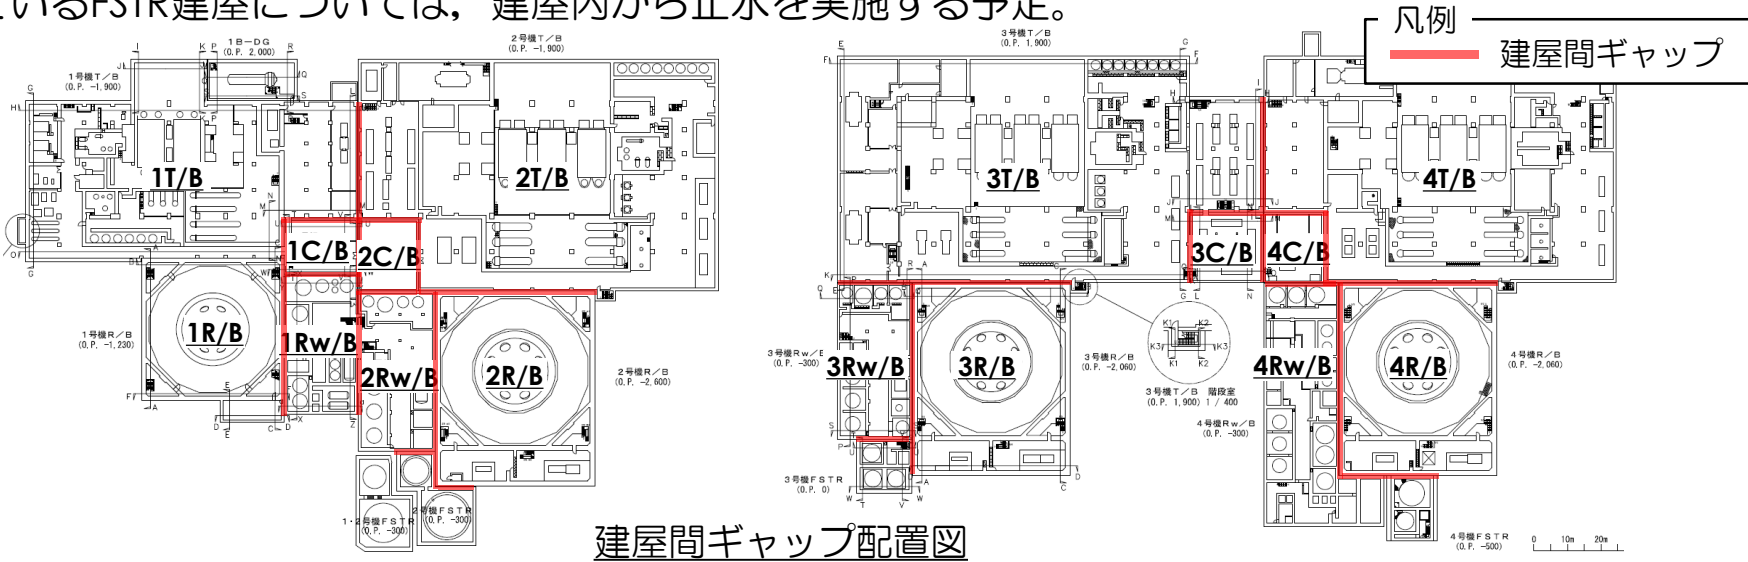 いるFSTR建屋については，建屋内から止水を実施する予定。
凡例
建屋間ギャップ
1号機T／B
(O.P. -1,900)
1B-DG
(O.P. 2,000)
2号機T／B
(O.P. -1,900)
3号機T／B
(O.P. 1,900)
1T/B
2T/B
3T/B
4T/B
1C/B
2C/B
3C/B
4C/B
1R/B
1Rw/B
2Rw/B
2R/B
3Rw/B
3R/B
4Rw/B
4R/B
1号機R／B
(O.P. -1,230)
2号機R／B
(O.P. -2,600)
3号機Rw／B
(O.P. -300)
3号機R／B
(O.P. -2,060)
4号機R／B
(O.P. -2,060)
3号機T／B 階段室
(O.P. 1,900) 1 / 400
4号機Rw／B
(O.P. -300)
3号機FSTR
(O.P. 0)
1・2号機FSTR
(O.P. -300)
2号機FSTR
(O.P. -300)
4号機FSTR
(O.P. -500)
0 10m 20m
建屋間ギャップ配置図